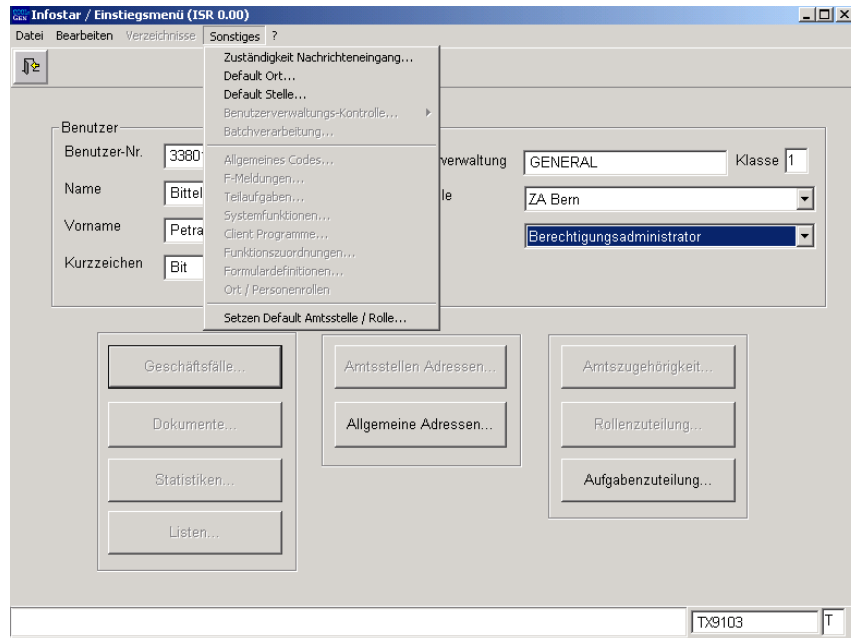 GEN Infostar / Einstiegsmenü (ISR 0.00)
Datei Bearbeiten Verzeichnisse Sonstiges ?
Zuständigkeit Nachrichteneingang...
Default Ort...
Default Stelle...
Benutzerverwaltungs-Kontrolle...
Batchverarbeitung...
Allgemeines Codes...
F-Meldungen...
Teilaufgaben...
Systemfunktionen...
Client Programme...
Funktionszuordnungen...
Formulardefinitionen...
Ort / Personenrollen
Setzen Default Amtsstelle / Rolle...
Benutzer
Benutzer-Nr. 3380
Name Bittel
Vorname Petra
Kurzzeichen Bit
verwaltung GENERAL Klasse 1
le ZA Bern
Berechtigungsadministrator
Geschäftsfälle...
Dokumente...
Statistiken...
Listen...
Amtsstellen Adressen...
Allgemeine Adressen...
Amtszugehörigkeit...
Rollenzuteilung...
Aufgabenzuteilung...
TX9103 T